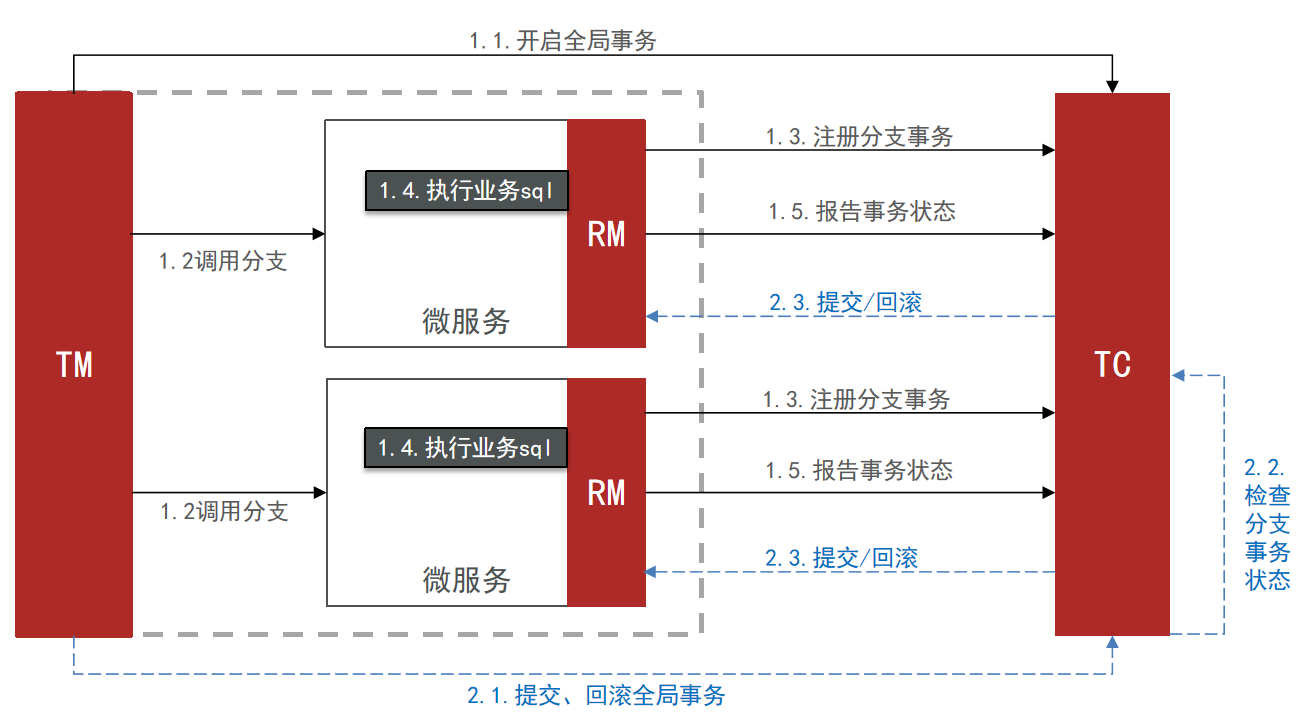 1.1.开启全局事务
TM
1.2调用分支
1.4.执行业务sql
微服务
RM
1.3.注册分支事务
1.5.报告事务状态
2.3.提交/回滚
1.2调用分支
1.4.执行业务sql
微服务
RM
1.3.注册分支事务
1.5.报告事务状态
2.3.提交/回滚
TC
2.2.
检查
分支
事务
状态
2.1.提交、回滚全局事务